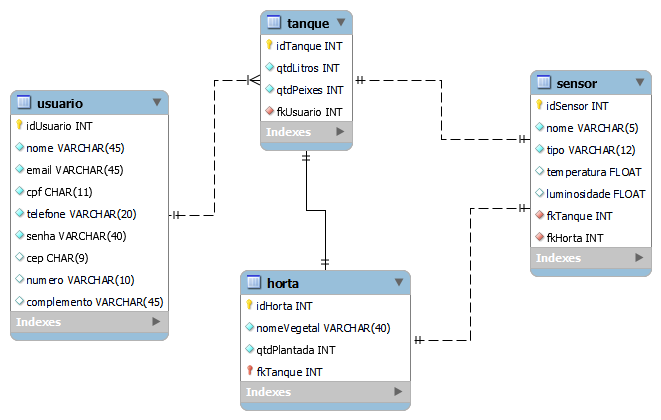 tanque
idTanque INT
qtdLitros INT
qtdPeixes INT
fkUsuario INT
Indexes
usuario
idUsuario INT
nome VARCHAR(45)
email VARCHAR(45)
cpf CHAR(11)
telefone VARCHAR(20)
senha VARCHAR(40)
cep CHAR(9)
numero VARCHAR(10)
complemento VARCHAR(45)
Indexes
sensor
idSensor INT
nome VARCHAR(5)
tipo VARCHAR(12)
temperatura FLOAT
luminosidade FLOAT
fkTanque INT
fkHorta INT
Indexes
horta
idHorta INT
nomeVegetal VARCHAR(40)
qtdPlantada INT
fkTanque INT
Indexes